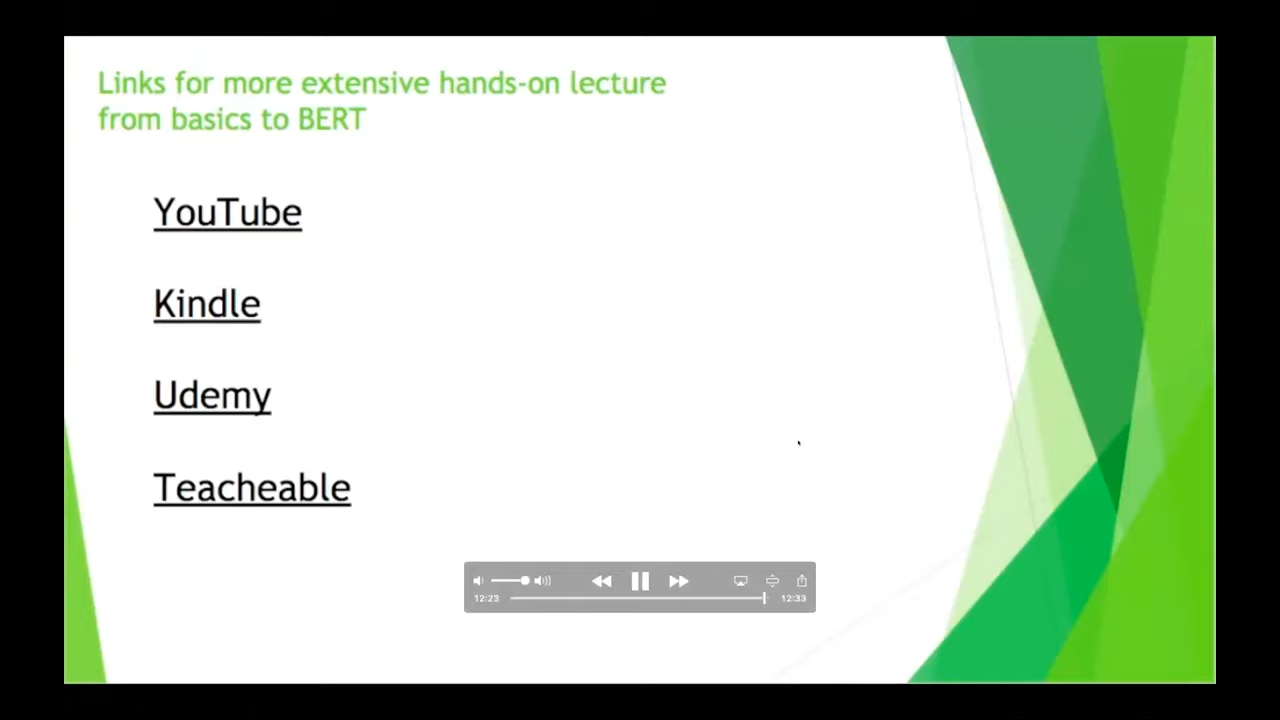 Links for more extensive hands-on lecture
from basics to BERT
YouTube
Kindle
Udemy
Teacheable
12:23
12:33